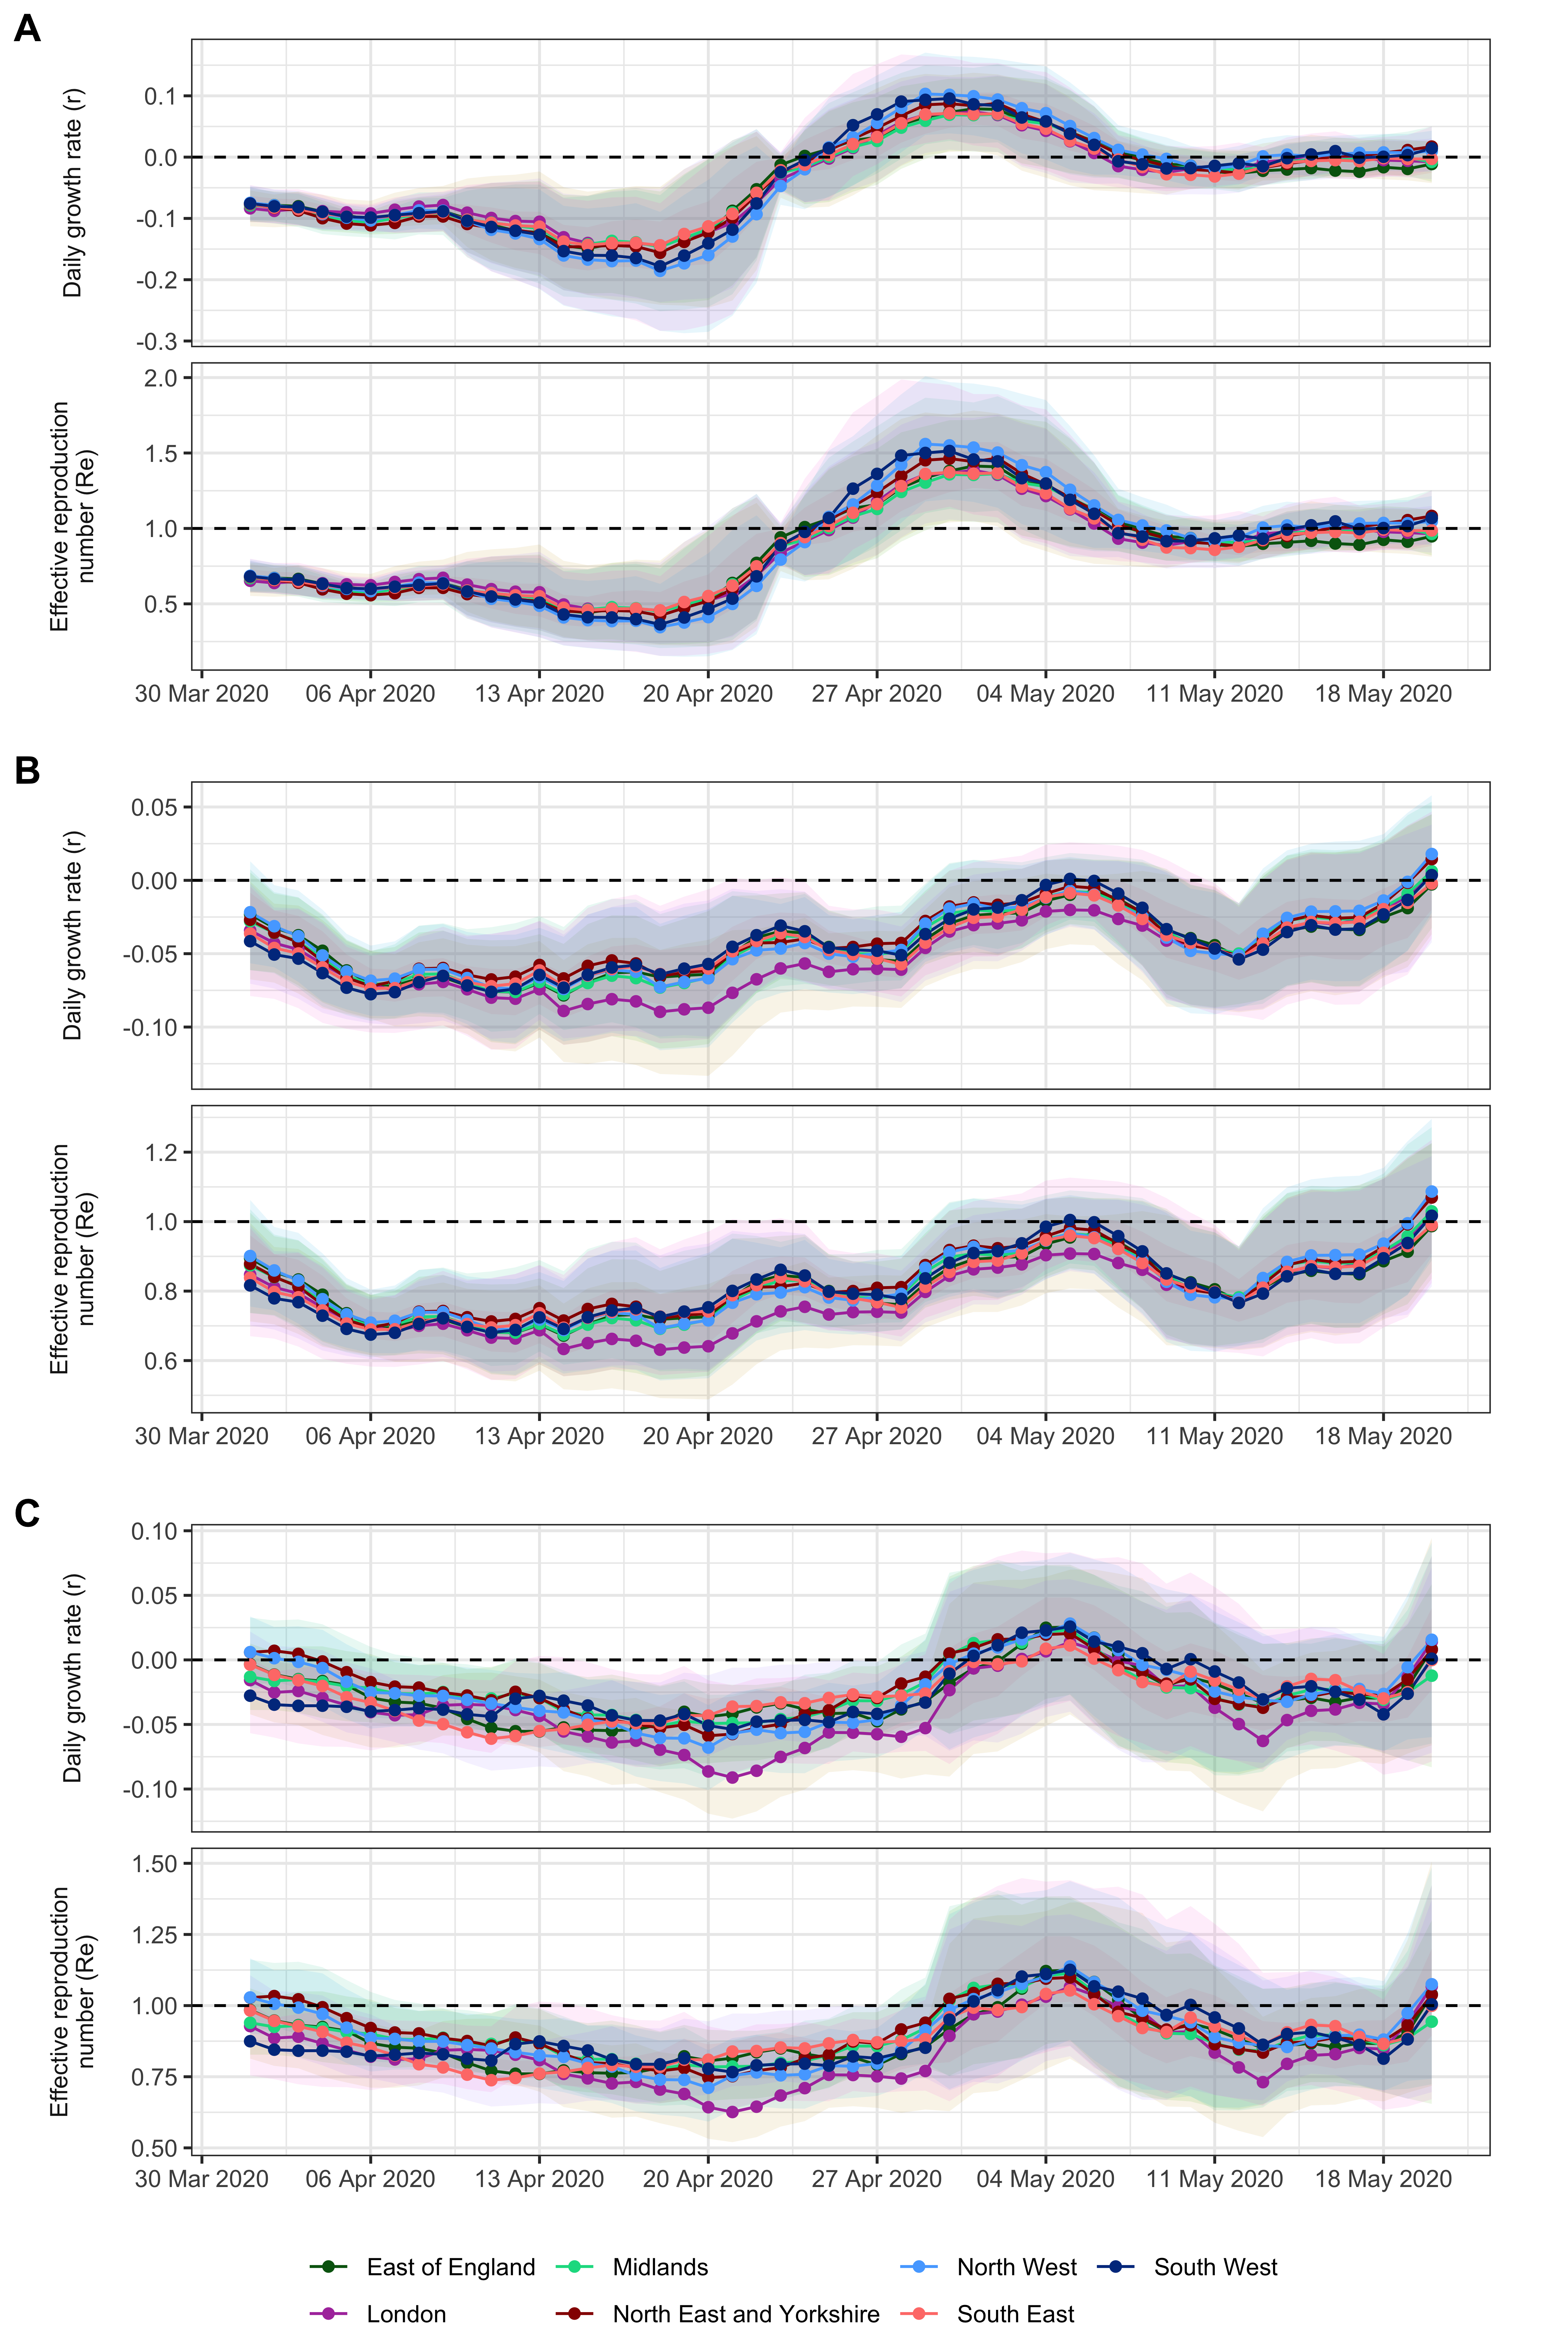 A
Daily growth rate (r)
0.1
0.0
-0.1
-0.2
-0.3
Effective reproduction
number (Re)
2.0
1.5
1.0
0.5
30 Mar 2020 06 Apr 2020 13 Apr 2020 20 Apr 2020 27 Apr 2020 04 May 2020 11 May 2020 18 May 2020
B
Daily growth rate (r)
0.05
0.00
-0.05
-0.10
Effective reproduction
number (Re)
1.2
1.0
0.8
0.6
30 Mar 2020 06 Apr 2020 13 Apr 2020 20 Apr 2020 27 Apr 2020 04 May 2020 11 May 2020 18 May 2020
C
Daily growth rate (r)
0.10
0.05
0.00
-0.05
-0.10
Effective reproduction
number (Re)
1.50
1.25
1.00
0.75
0.50
30 Mar 2020 06 Apr 2020 13 Apr 2020 20 Apr 2020 27 Apr 2020 04 May 2020 11 May 2020 18 May 2020
East of England Midlands North West South West
London North East and Yorkshire South East